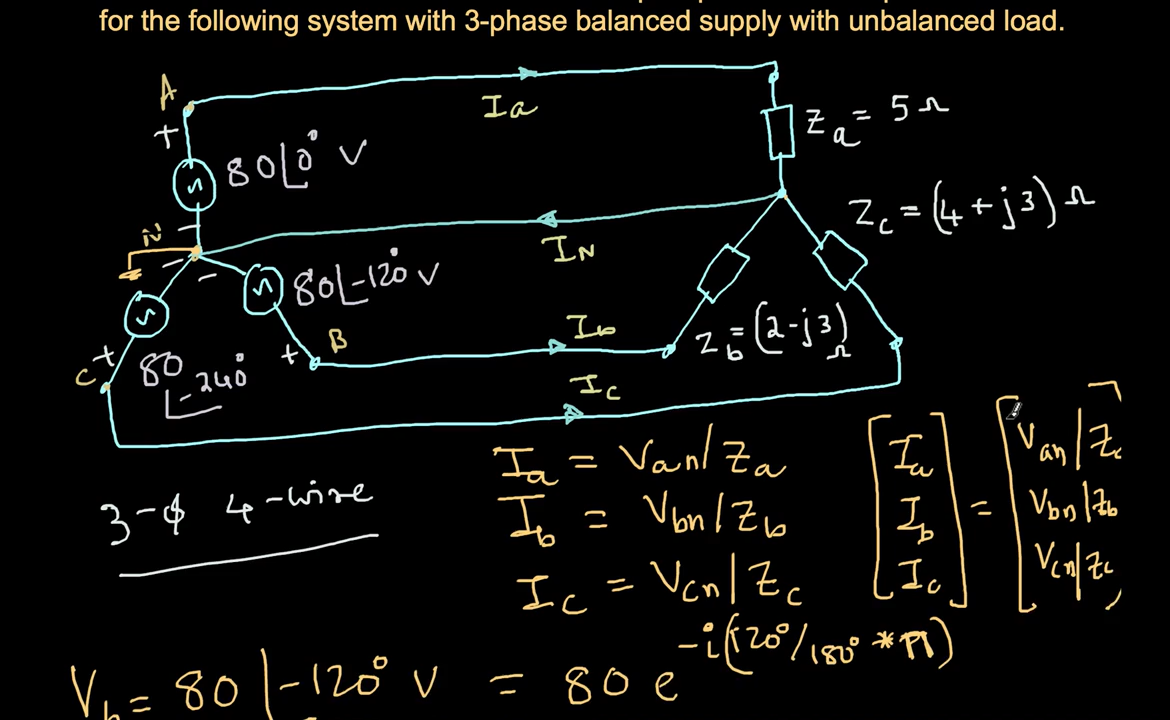 for the following system with 3-phase balanced supply with unbalanced load.
A
+
Ia
80∠0° V
Za = 5 Ω
Zc = (4 + j3) Ω
N
−
IN
−
−
80∠-120° V
Ib
B
+
Zb = (2 - j3) Ω
C
+
80∠-240°
Ic
3-ϕ 4-wire
Ia = Van/Za
Ib = Vbn/Zb
Ic = Vcn/Zc
[Ia Ib Ic] = [Van/Z Vbn/Zb Vcn/Zc]
Vb = 80∠-120° V = 80 e -i(120°/180° * PI)